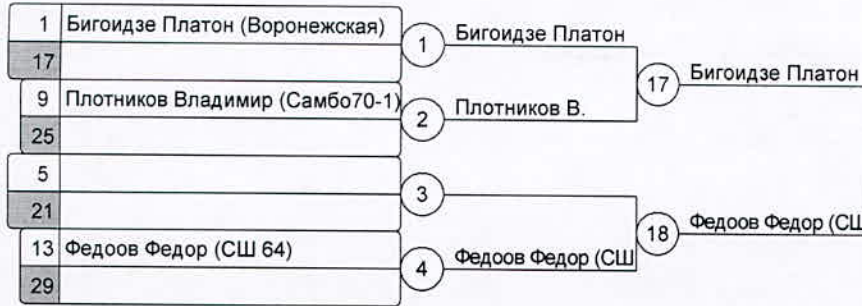 1 Бигоидзе Платон (Воронежская)
17
1 Бигоидзе Платон
9 Плотников Владимир (Самбо70-1)
25
2 Плотников В.
17 Бигоидзе Платон
5
21
3
13 Федоов Федор (СШ 64)
29
4 Федоов Федор (СШ
18 Федоов Федор (СШ